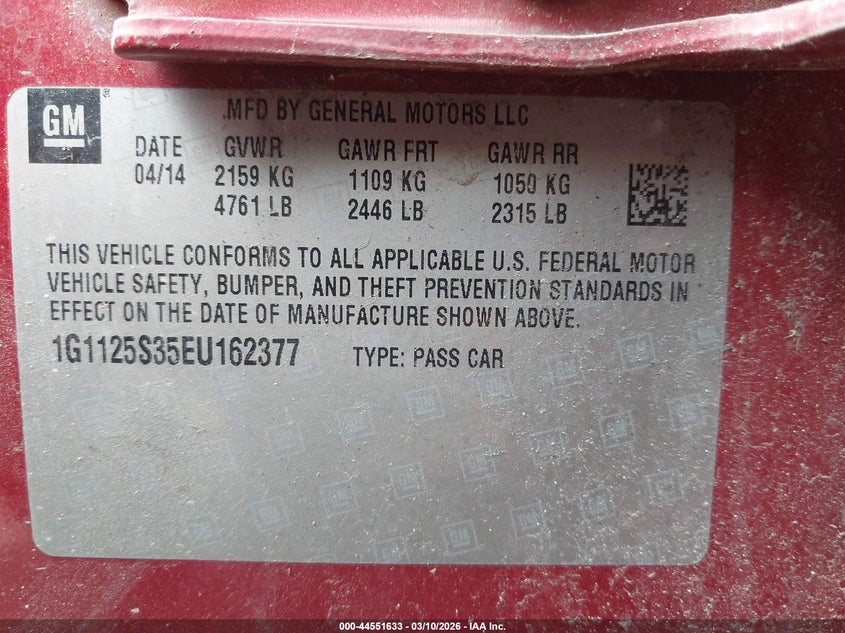 GM
MFD BY GENERAL MOTORS LLC
DATE GVWR GAWR FRT GAWR RR
04/14 2159 KG 1109 KG 1050 KG
4761 LB 2446 LB 2315 LB
THIS VEHICLE CONFORMS TO ALL APPLICABLE U.S. FEDERAL MOTOR
VEHICLE SAFETY, BUMPER, AND THEFT PREVENTION STANDARDS IN
EFFECT ON THE DATE OF MANUFACTURE SHOWN ABOVE.
1G1125S35EU162377 TYPE: PASS CAR
000-44551633 - 03/10/2026 - IAA Inc.